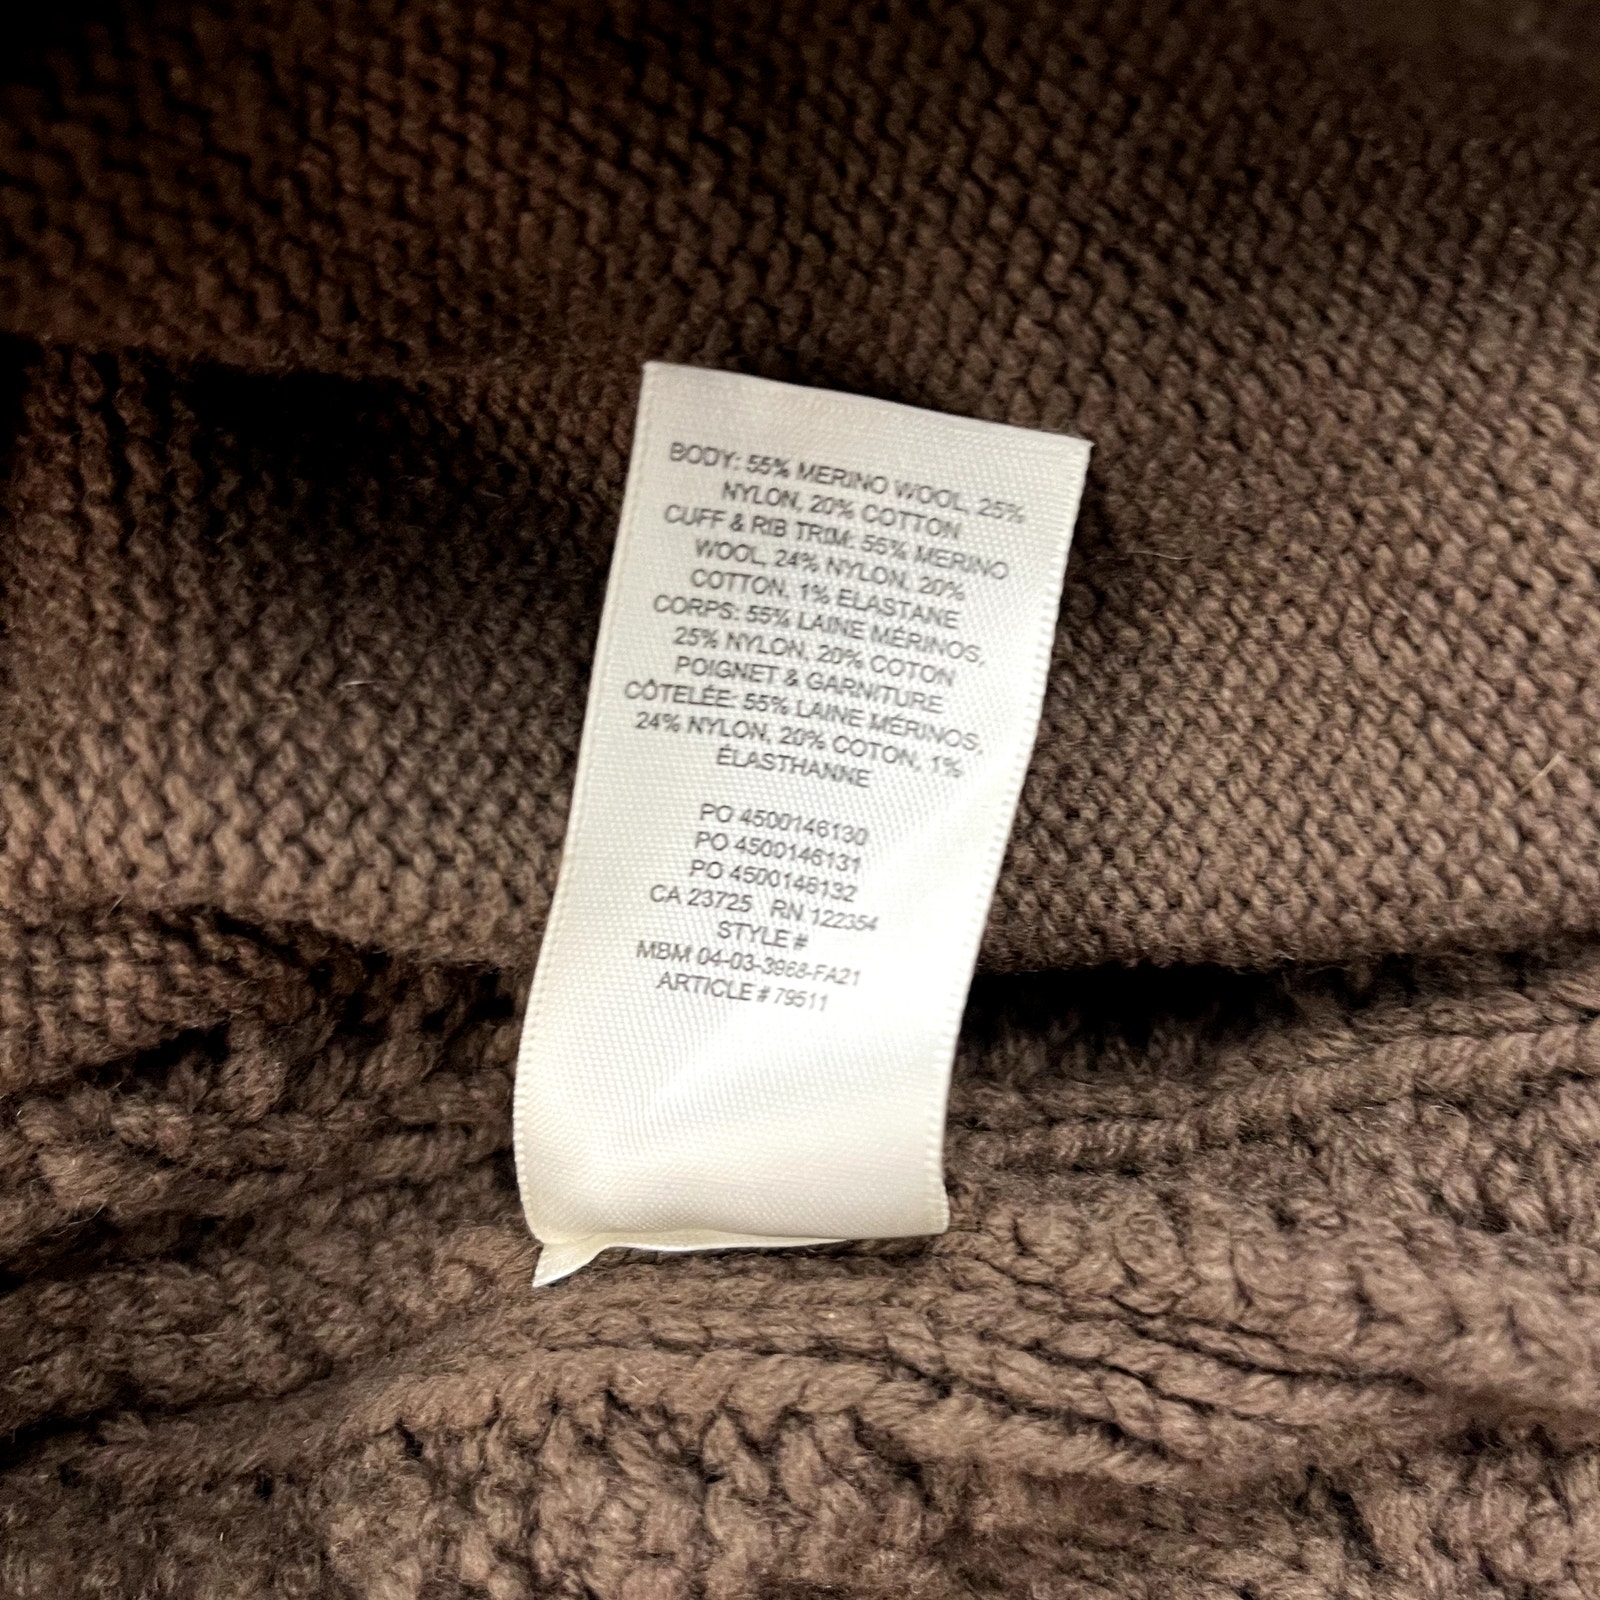 BODY: 55% MERINO WOOL, 25%
NYLON, 20% COTTON
CUFF & RIB TRIM: 55% MERINO
WOOL, 24% NYLON, 20%
COTTON, 1% ELASTANE
CORPS: 55% LAINE MÉRINOS,
25% NYLON, 20% COTON
POIGNET & GARNITURE
CÔTELÉE: 55% LAINE MÉRINOS,
24% NYLON, 20% COTON, 1%
ÉLASTHANNE
PO 4500146130
PO 4500146131
PO 4500146132
CA 23725 RN 122354
STYLE #
MBM 04-03-3968-FA21
ARTICLE # 79511